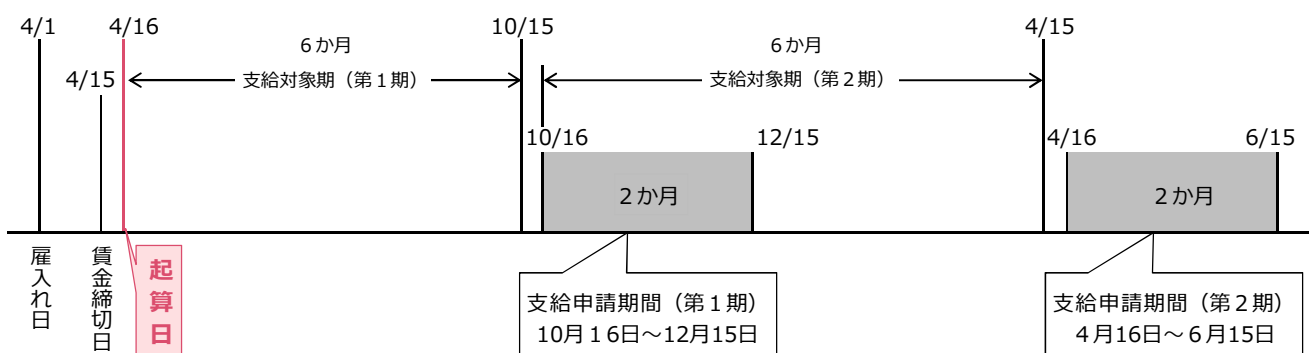 4/1
4/16
10/15
4/15
6か月
6か月
4/15
支給対象期（第１期）
支給対象期（第２期）
10/16
12/15
4/16
6/15
２か月
２か月
雇入れ日
賃金締切日
起算日
支給申請期間（第１期）
10月１6日～12月15日
支給申請期間（第２期）
４月16日～６月15日